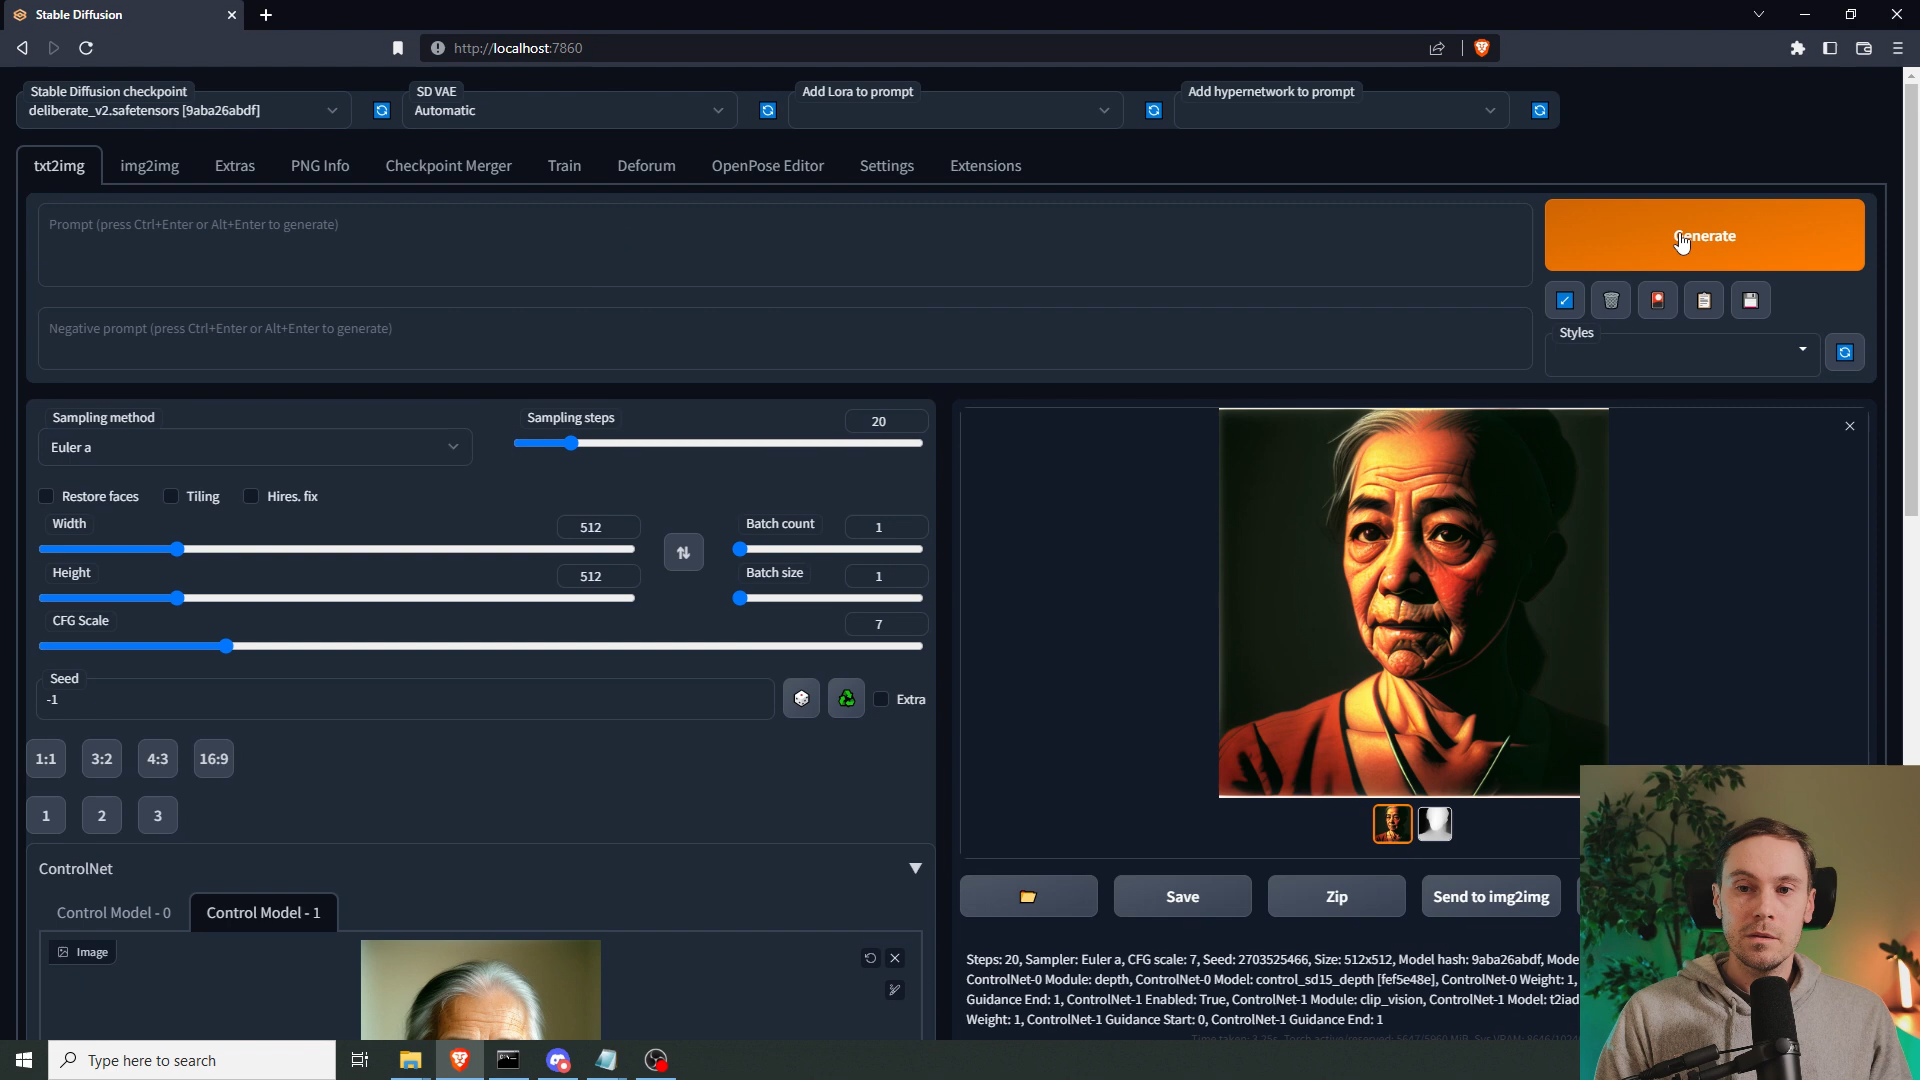 Stable Diffusion
http://localhost:7860
Stable Diffusion checkpoint
deliberate_v2.safetensors [9aba26abdf]
SD VAE
Automatic
Add Lora to prompt
Add hypernetwork to prompt
txt2img img2img Extras PNG Info Checkpoint Merger Train Deforum OpenPose Editor Settings Extensions
Prompt (press Ctrl+Enter or Alt+Enter to generate)
Generate
Negative prompt (press Ctrl+Enter or Alt+Enter to generate)
Styles
Sampling method
Euler a
Sampling steps
20
Restore faces Tiling Hires. fix
Width
512
Batch count
1
Height
512
Batch size
1
CFG Scale
7
Seed
-1
Extra
1:1 3:2 4:3 16:9
1 2 3
ControlNet
Control Model - 0 Control Model - 1
Image
Save Zip Send to img2img
Steps: 20, Sampler: Euler a, CFG scale: 7, Seed: 2703525466, Size: 512x512, Model hash: 9aba26abdf, Mode
ControlNet-0 Module: depth, ControlNet-0 Model: control_sd15_depth [fef5e48e], ControlNet-0 Weight: 1,
Guidance End: 1, ControlNet-1 Enabled: True, ControlNet-1 Module: clip_vision, ControlNet-1 Model: t2iad
Weight: 1, ControlNet-1 Guidance Start: 0, ControlNet-1 Guidance End: 1
Type here to search